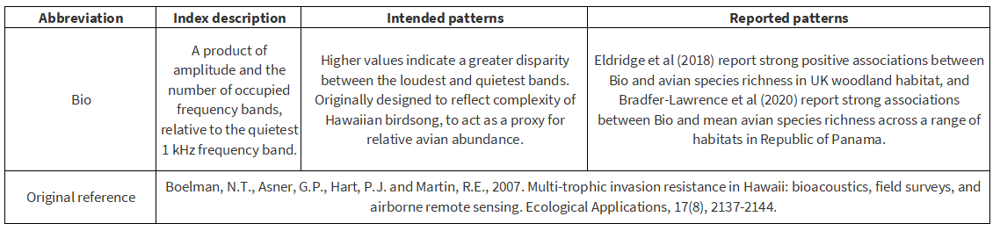 Abbreviation
Index description
Intended patterns
Reported patterns
Bio
A product of
amplitude and the
number of occupied
frequency bands,
relative to the quietest
1 kHz frequency band.
Higher values indicate a greater disparity
between the loudest and quietest bands.
Originally designed to reflect complexity of
Hawaiian birdsong, to act as a proxy for
relative avian abundance.
Eldridge et al (2018) report strong positive associations between
Bio and avian species richness in UK woodland habitat, and
Bradfer-Lawrence et al (2020) report strong associations
between Bio and mean avian species richness across a range of
habitats in Republic of Panama.
Original reference
Boelman, N.T., Asner, G.P., Hart, P.J. and Martin, R.E., 2007. Multi-trophic invasion resistance in Hawaii: bioacoustics, field surveys, and
airborne remote sensing. Ecological Applications, 17(8), 2137-2144.